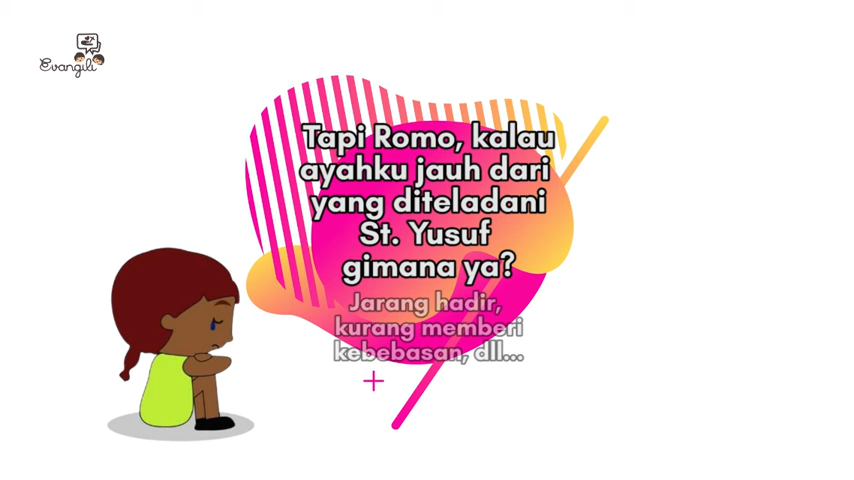 Evangili
Tapi Romo, kalau
ayahku jauh dari
yang diteladani
St. Yusuf
gimana ya?
Jarang hadir,
kurang memberi
kebebasan, dll...